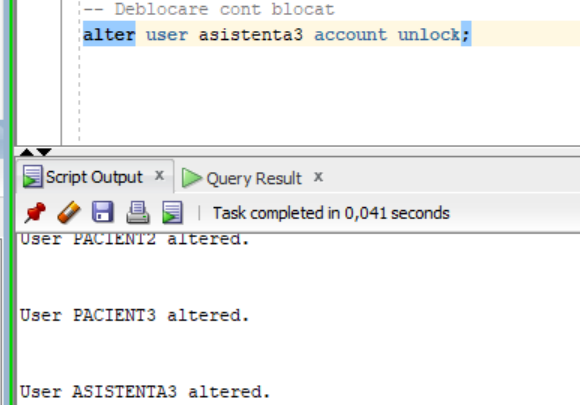 -- Deblocare cont blocat
alter user asistenta3 account unlock;
Script Output x Query Result x
Task completed in 0,041 seconds
User PACIENT2 altered.
User PACIENT3 altered.
User ASISTENTA3 altered.